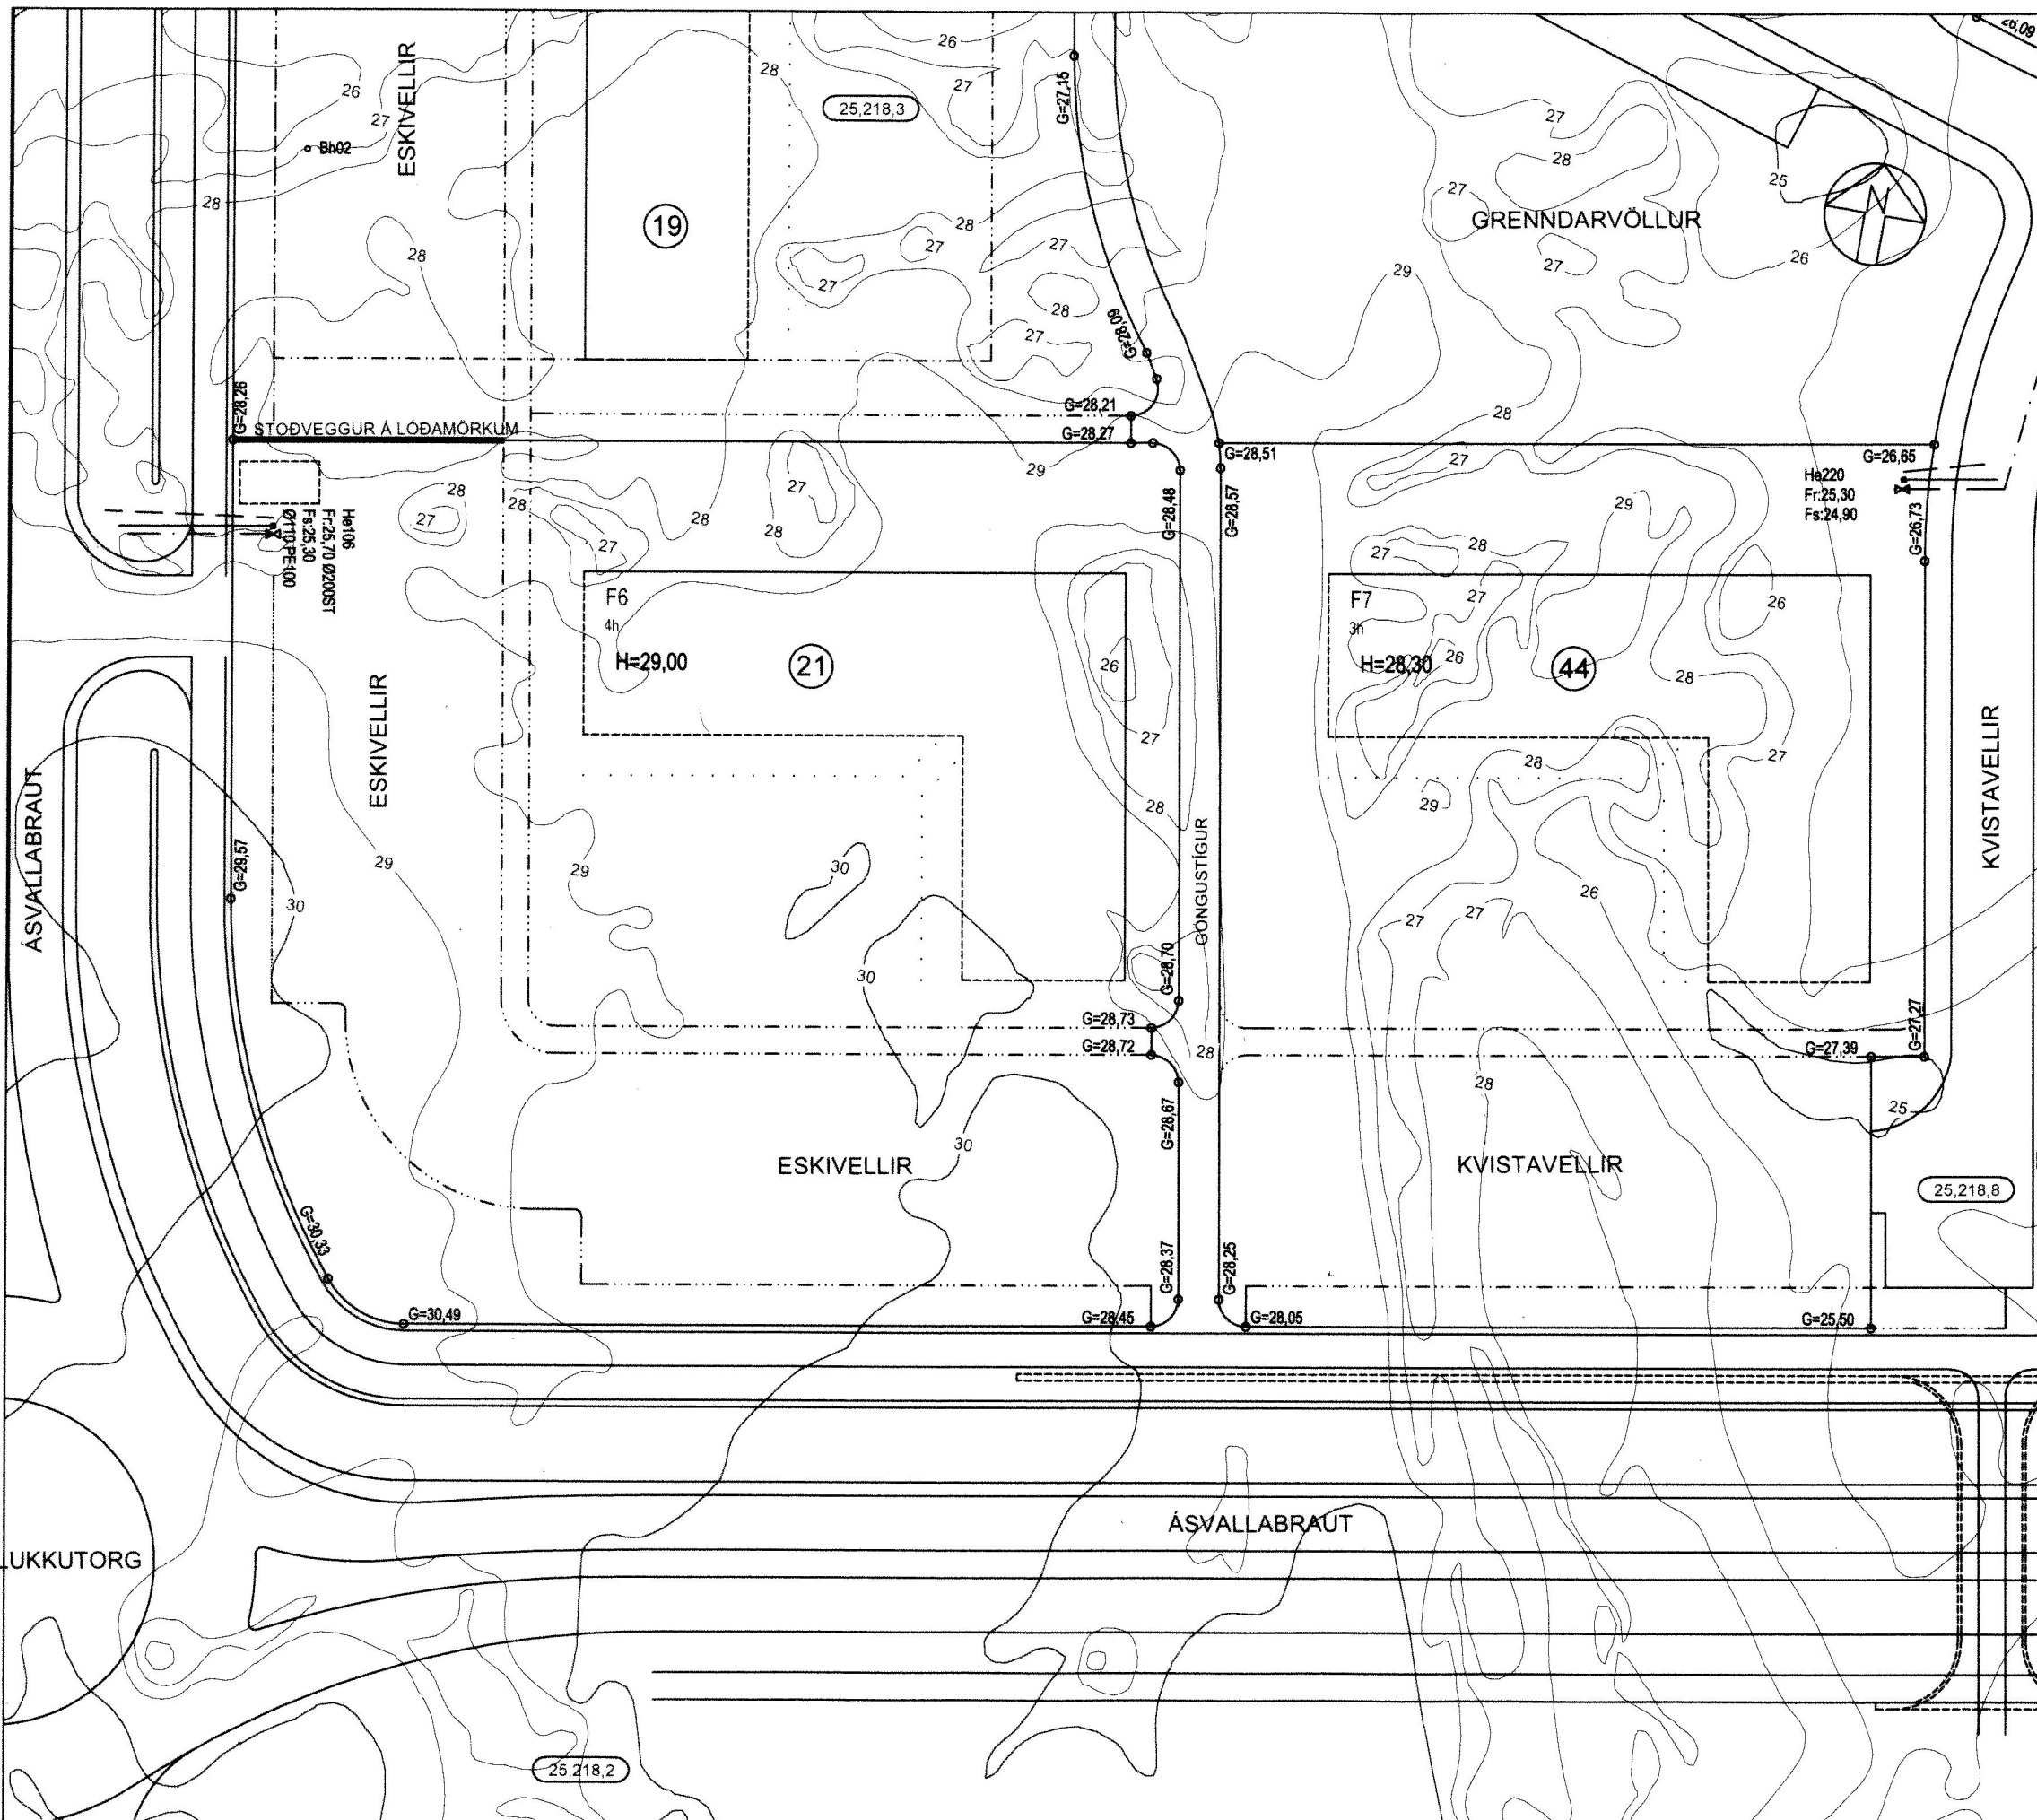 26,09
26
28
ESKIVELLIR
27
26
25,218,3
G=27,15
27
27
28
Bh02
28
27
25
N
GRENNDARVÖLLUR
19
28
28
27
27
27
26
27
29
28
27
G=28,09
G=28,26
G=28,21
28
STOÐVEGGUR Á LÓÐAMÖRKUM
G=28,27
G=28,51
G=26,65
29
27
He220
Fr:25,30
Fs:24,90
28
28
27
28
27
28
G=28,48
G=28,57
29
G=26,73
He106
Fr:25,70 Ø200ST
Fs:25,30
Ø110 PE100
27
27
28
F6
4h
H=29,00
21
26
F7
3h
H=28,30
27
26
44
26
28
ESKIVELLIR
27
28
27
KVISTAVELLIR
ÁSVALLABRAUT
28
29
G=29,57
29
29
30
GÖNGUSTÍGUR
26
30
27
27
30
G=28,70
G=28,73
G=28,72
28
G=27,39
G=27,27
28
25
G=28,67
30
ESKIVELLIR
KVISTAVELLIR
25,218,8
G=30,33
G=28,37
G=28,25
G=30,49
G=28,45
G=28,05
G=25,50
ÁSVALLABRAUT
LUKKUTORG
25,218,2